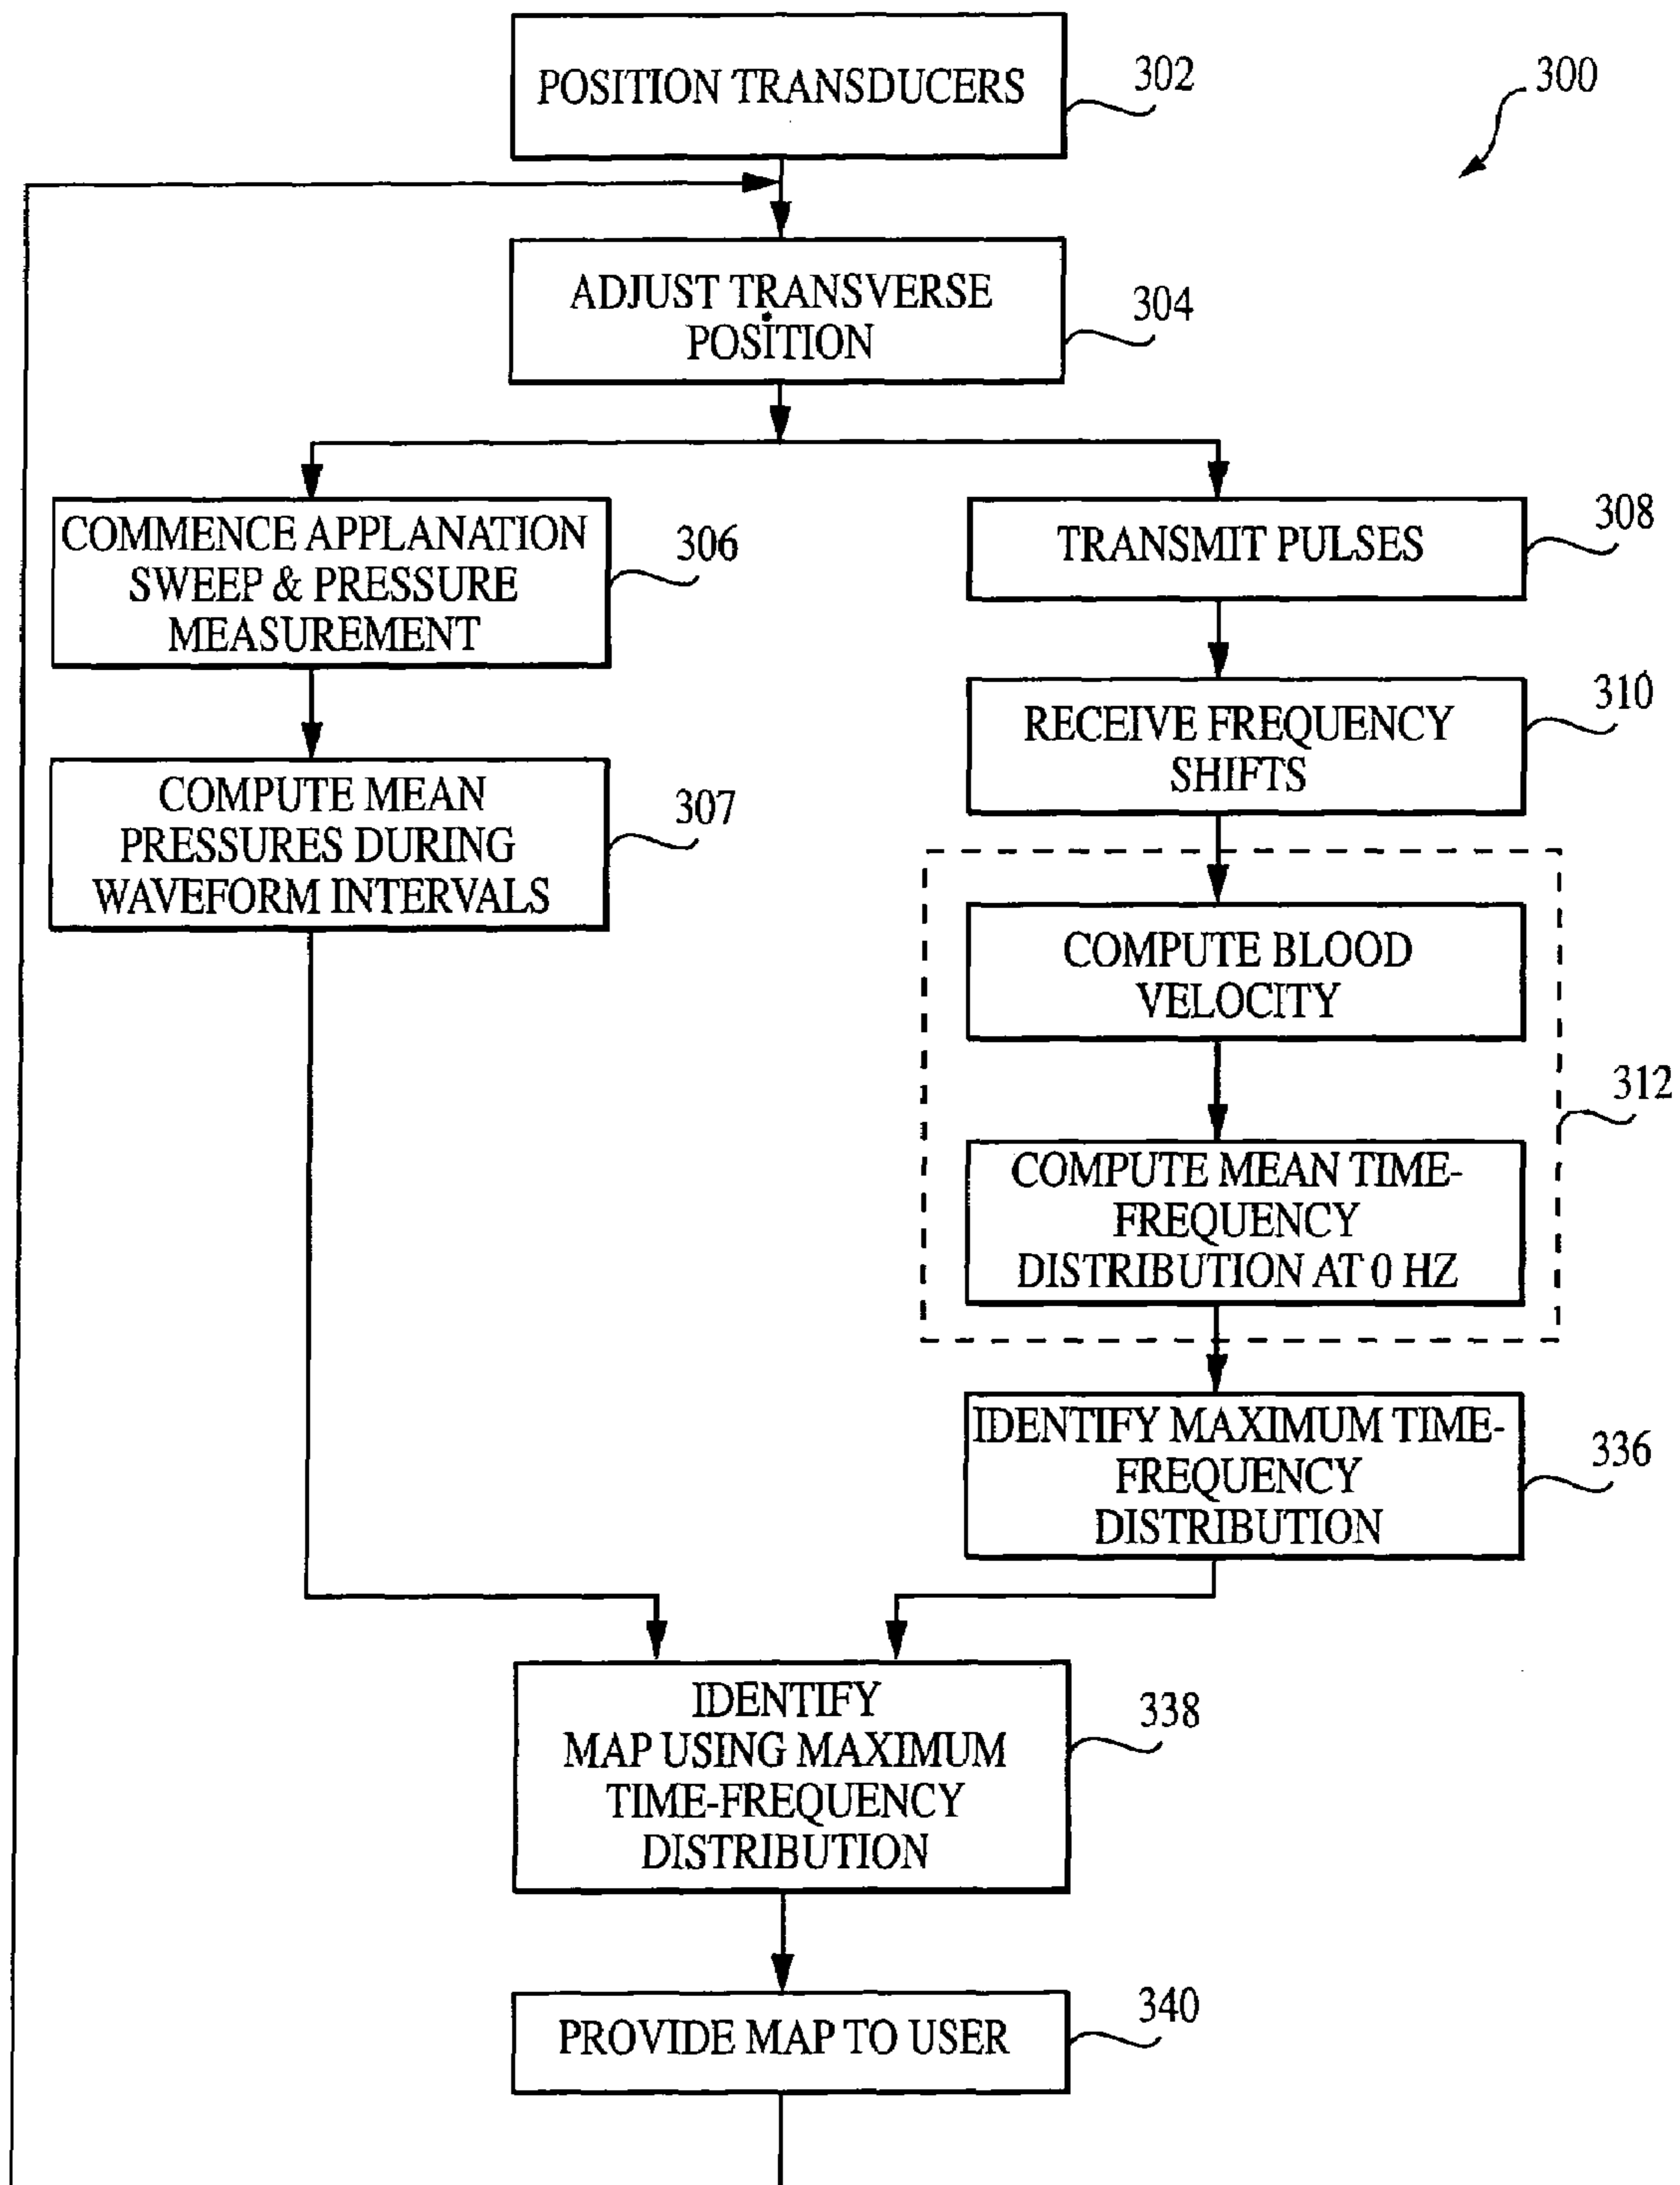 POSITION TRANSDUCERS
302
300
ADJUST TRANSVERSE
POSITION
304
COMMENCE APPLANATION
SWEEP & PRESSURE
MEASUREMENT
306
TRANSMIT PULSES
308
RECEIVE FREQUENCY
SHIFTS
310
COMPUTE MEAN
PRESSURES DURING
WAVEFORM INTERVALS
307
COMPUTE BLOOD
VELOCITY
312
COMPUTE MEAN TIME-
FREQUENCY
DISTRIBUTION AT 0 HZ
IDENTIFY MAXIMUM TIME-
FREQUENCY
DISTRIBUTION
336
IDENTIFY
MAP USING MAXIMUM
TIME-FREQUENCY
DISTRIBUTION
338
PROVIDE MAP TO USER
340